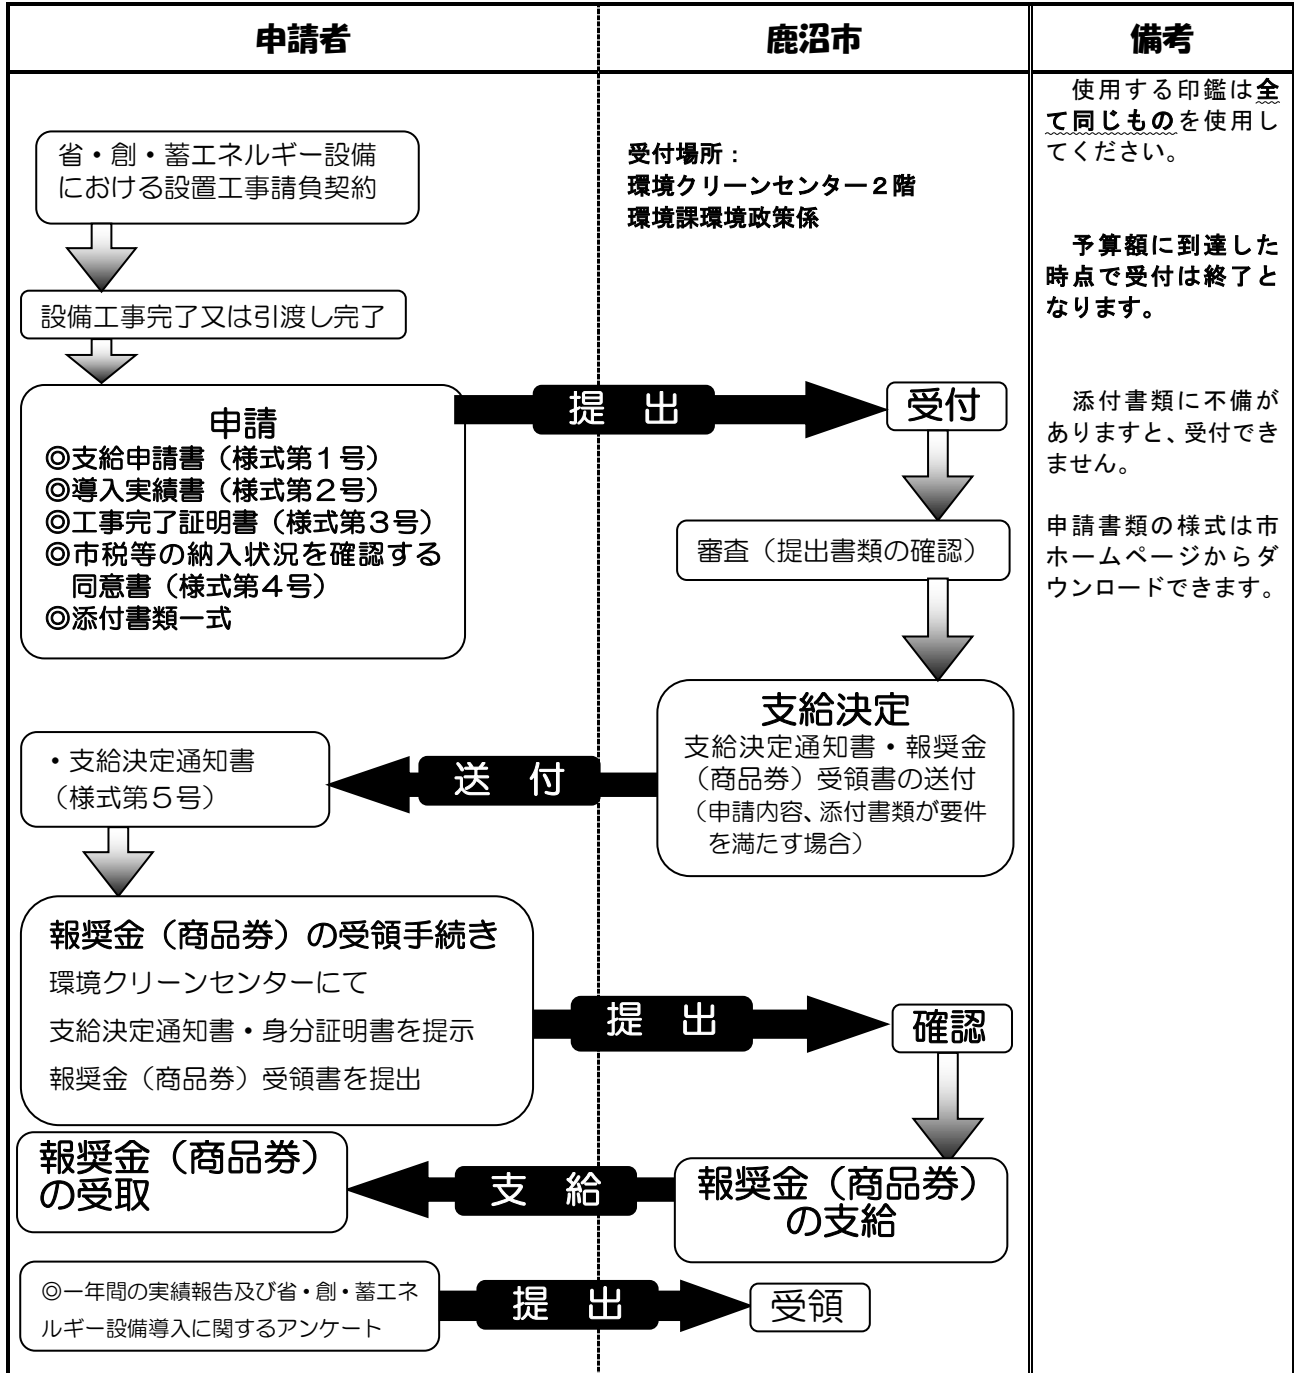 申請者
鹿沼市
備考
省・創・蓄エネルギー設備
における設置工事請負契約
受付場所：
環境クリーンセンター２階
環境課環境政策係
使用する印鑑は全
て同じものを使用し
てください。
予算額に到達した
時点で受付は終了と
なります。
設備工事完了又は引渡し完了
申請
◎支給申請書（様式第１号）
◎導入実績書（様式第２号）
◎工事完了証明書（様式第３号）
◎市税等の納入状況を確認する
同意書（様式第４号）
◎添付書類一式
提　出
受付
添付書類に不備が
ありますと、受付でき
ません。
申請書類の様式は市
ホームページからダ
ウンロードできます。
審査（提出書類の確認）
支給決定
支給決定通知書・報奨金
（商品券）受領書の送付
（申請内容、添付書類が要件
を満たす場合）
送　付
・支給決定通知書
（様式第５号）
報奨金（商品券）の受領手続き
環境クリーンセンターにて
支給決定通知書・身分証明書を提示
報奨金（商品券）受領書を提出
提　出
確認
報奨金（商品券）
の支給
支　給
報奨金（商品券）
の受取
◎一年間の実績報告及び省・創・蓄エネ
ルギー設備導入に関するアンケート
提　出
受領